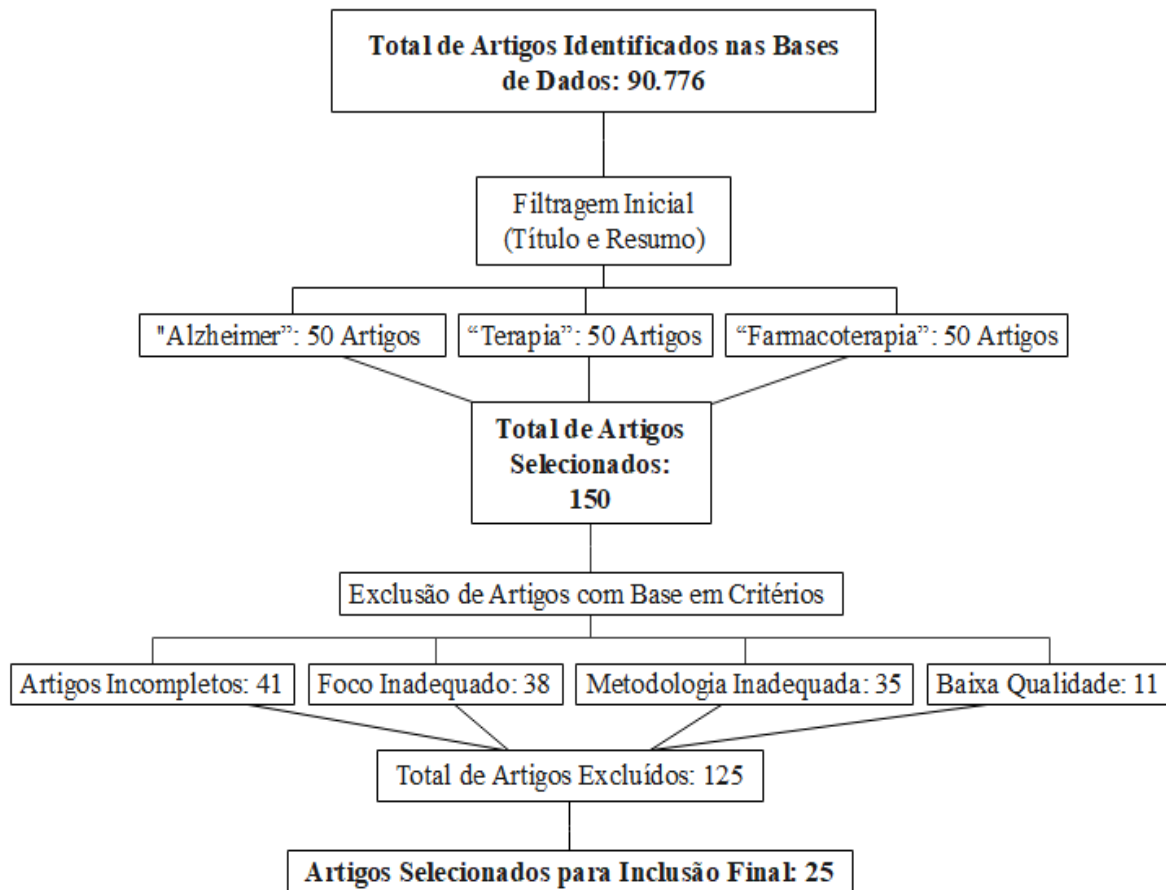 Total de Artigos Identificados nas Bases
de Dados: 90.776
Filtragem Inicial
(Título e Resumo)
"Alzheimer”: 50 Artigos
“Terapia”: 50 Artigos
“Farmacoterapia”: 50 Artigos
Total de Artigos
Selecionados:
150
Exclusão de Artigos com Base em Critérios
Artigos Incompletos: 41
Foco Inadequado: 38
Metodologia Inadequada: 35
Baixa Qualidade: 11
Total de Artigos Excluídos: 125
Artigos Selecionados para Inclusão Final: 25